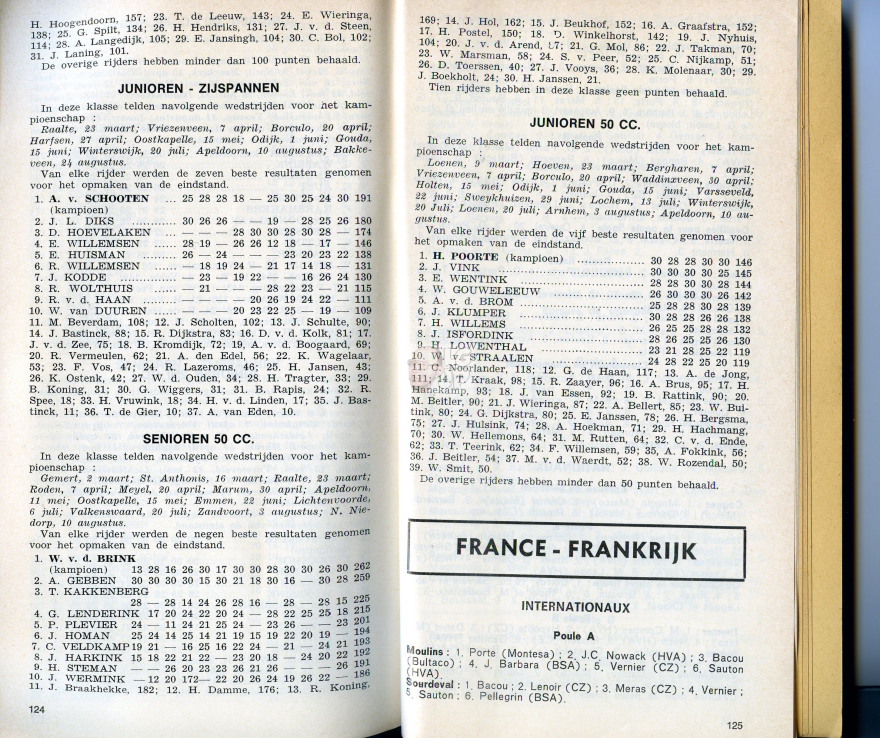 H. Hoogendoorn, 157; 23. T. de Leeuw, 143; 24. E. Wieringa,
138; 25. G. Spilt, 134; 26. H. Hendriks, 131; 27. J. v. d. Steen,
114; 28. A. Langedijk, 105; 29. E. Jansingh, 104; 30. C. Bol, 102;
31. J. Laning, 101.
De overige rijders hebben minder dan 100 punten behaald.
JUNIOREN - ZIJSPANNEN
In deze klasse telden navolgende wedstrijden voor het kam-
pioenschap :
Raalte, 23 maart; Vriezenveen, 7 april; Borculo, 20 april;
Harfsen, 27 april; Oostkapelle, 15 mei; Odijk, 1 juni; Gouda,
15 juni; Winterswijk, 20 juli; Apeldoorn, 10 augustus; Bakke-
veen, 24 augustus.
Van elke rijder werden de zeven beste resultaten genomen
voor het opmaken van de eindstand.
1. A. v. SCHOOTEN ... 25 28 28 18 — 25 30 25 24 30 191
(kampioen)
2. J. L. DIKS ............ 30 26 26 — — 19 — 28 25 26 180
3. D. HOEVELAKEN ... — — — 28 30 30 28 30 28 — 174
4. E. WILLEMSEN ...... 28 19 — 26 26 12 18 — 17 — 146
5. E. HUISMAN ......... 26 — 24 — — — 23 20 23 22 138
6. R. WILLEMSEN ...... — 18 19 24 — 21 17 14 18 — 131
7. J. KODDE ............ — 23 — 19 22 — — 16 26 24 130
8. R. WOLTHUIS ........ — 21 — — — 28 22 23 — 21 115
9. R. v. d. HAAN ........ — — — — 20 26 19 24 22 — 111
10. W. van DUUREN ..... — — — 20 23 22 25 — 19 — 109
11. M. Beverdam, 108; 12. J. Scholten, 102; 13. J. Schulte, 90;
14. J. Bastinck, 88; 15. R. Dijkstra, 83; 16. D. v. d. Kolk, 81; 17.
J. v. d. Zee, 75; 18. B. Kromdijk, 72; 19. A. v. d. Boogaard, 69;
20. R. Vermeulen, 62; 21. A. den Edel, 56; 22. K. Wagelaar,
53; 23. F. Vos, 47; 24. R. Lazeroms, 46; 25. H. Jansen, 43;
26. K. Ostenk, 42; 27. W. d. Ouden, 34; 28. H. Tragter, 33; 29.
B. Koning, 31; 30. G. Wiggers, 31; 31. B. Rtapis, 24; 32. R.
Spee, 18; 33. H. Vruwink, 18; 34. H. v. d. Linden, 17; 35. J. Bas-
tinck, 11; 36. T. de Gier, 10; 37. A. van Eden, 10.
SENIOREN 50 CC.
In deze klasse telden navolgende wedstrijden voor het kam-
pioenschap :
Gemert, 2 maart; St. Anthonis, 16 maart; Raalte, 23 maart;
Roden, 7 april; Meyel, 20 april; Marum, 30 april; Apeldoorn,
11 mei; Oostkapelle, 15 mei; Emmen, 22 juni; Lichtenvoorde,
6 juli; Valkenswaard, 20 juli; Zandvoort, 3 augustus; N. Nie-
dorp, 10 augustus.
Van elke rijder werden de negen beste resultaten genomen
voor het opmaken van de eindstand.
1. W. v. d. BRINK
(kampioen) 13 28 16 26 30 17 30 30 28 30 30 26 30 262
2. A. GEBBEN 30 30 30 30 15 30 21 18 30 16 — 30 28 259
3. T. KAKKENBERG
28 — 28 14 24 26 28 16 — 28 — 28 15 225
4. G. LENDERINK 17 20 24 22 20 24 — 28 22 25 25 18 215
5. P. PLEVIER 24 — 11 24 21 25 24 — 23 26 — — 23 201
6. J. HOMAN 25 24 14 25 14 21 19 15 19 22 20 19 — 194
7. C. VELDKAMP 19 21 — 16 25 16 22 24 — 21 — 24 21 193
8. J. HARKINK 15 18 22 21 22 — 23 20 18 — 24 20 22 192
9. H. STEMAN — — 26 20 23 23 26 21 26 — — — 26 191
10. J. WERMINK — 12 20 172— 22 20 26 24 19 26 22 — 186
11. J. Braakhekke, 182; 12. H. Damme, 176; 13. R. Koning,
124
169; 14. J. Hol, 162; 15. J. Beukhof, 152; 16. A. Graafstra, 152;
17. H. Postel, 150; 18. D. Winkelhorst, 142; 19. J. Nyhuis,
104; 20. J. v. d. Arend, 87; 21. G. Mol, 86; 22. J. Takman, 70;
23. W. Marsman, 58; 24. S. v. Peer, 52; 25. C. Nijkamp, 51;
26. D. Toerssen, 40; 27. J. Vooys, 36; 28. K. Molenaar, 30; 29.
J. Boekholt, 24; 30. H. Janssen, 21.
Tien rijders hebben in deze klasse geen punten behaald.
JUNIOREN 50 CC.
In deze klasse telden navolgende wedstrijden voor het kam-
pioenschap :
Loenen, 9 maart; Hoeven, 23 maart; Bergharen, 7 april;
Vriezenveen, 7 april; Borculo, 20 april; Waddinxveen, 30 april;
Holten, 15 mei; Odijk, 1 juni; Gouda, 15 juni; Varsseveld,
22 juni; Sweykhuizen, 29 juni; Lochem, 13 juli; Winterswijk,
20 Juli; Loenen, 20 juli; Arnhem, 3 augustus; Apeldoorn, 10 au-
gustus.
Van elke rijder werden de vijf beste resultaten genomen voor
het opmaken van de eindstand.
1. H. POORTE (kampioen) ................ 30 28 28 30 30 146
2. J. VINK ................ 30 30 30 30 25 145
3. E. WENTINK ................ 28 28 30 28 30 144
4. W. GOUWELEEUW ................ 26 30 30 30 26 142
5. A. v. d. BROM ................ 25 28 28 30 28 139
6. J. KLUMPER ................ 30 28 28 26 26 138
7. H. WILLEMS ................ 26 25 25 28 28 132
8. J. ISFORDINK ................ 28 26 25 25 26 130
9. H. LOWENTHAL ................ 23 21 28 25 22 119
10. W. v. STRAALEN ................ 24 28 22 25 20 119
11. C. Noorlander, 118; 12. G. de Haan, 117; 13. A. de Jong,
111; 14. T. Kraak, 98; 15. R. Zaayer, 96; 16. A. Brus, 95; 17. H.
Hanekamp, 93; 18. J. van Essen, 92; 19. B. Rattink, 90; 20.
M. Beitler, 90; 21. J. Wieringa, 87; 22. A. Bellert, 85; 23. W. Bui-
tink, 80; 24. G. Dijkstra, 80; 25. E. Janssen, 78; 26. H. Bergsma,
75; 27. J. Hulsink, 74; 28. A. Hoekman, 71; 29. H. Hachmang,
70; 30. W. Hellemons, 64; 31. M. Rutten, 64; 32. C. v. d. Ende,
62; 33. T. Teerink, 62; 34. F. Willemsen, 59; 35, A. Fokkink, 56;
36. J. Beitler, 54; 37. M. v. d. Waerdt, 52; 38. W. Rozendal, 50;
39. W. Smit, 50.
De overige rijders hebben minder dan 50 punten behaald.
FRANCE - FRANKRIJK
INTERNATIONAUX
Poule A
Moulins : 1. Porte (Montesa) ; 2. J.C. Nowack (HVA) ; 3. Bacou
(Bultaco) ; 4. J. Barbara (BSA) ; 5. Vernier (CZ) ; 6. Sauton
(HVA).
Sourdeval : 1. Bacou ; 2. Lenoir (CZ) ; 3. Meras (CZ) ; 4. Vernier ;
5. Sauton : 6. Pellegrin (BSA).
125